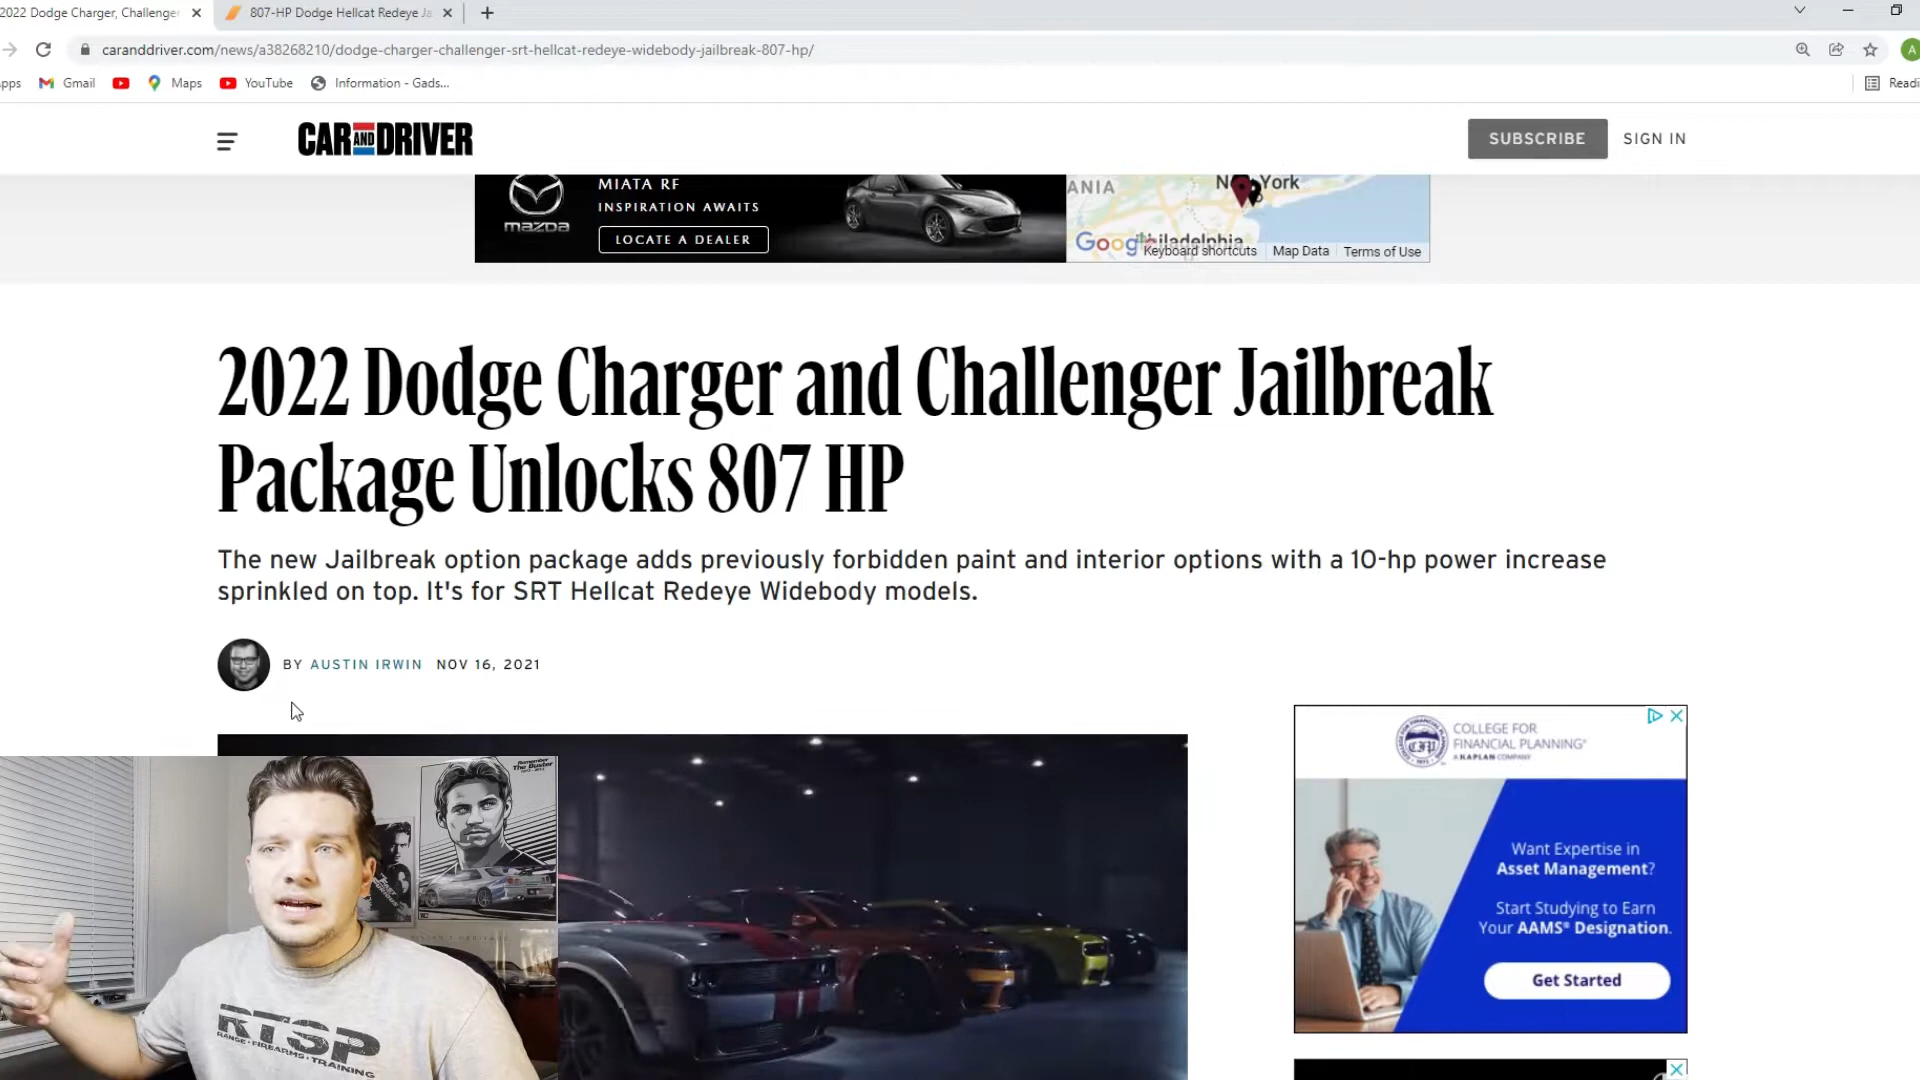 2022 Dodge Charger, Challenger
807-HP Dodge Hellcat Redeye Ja
caranddriver.com/news/a38268210/dodge-charger-challenger-srt-hellcat-redeye-widebody-jailbreak-807-hp/
A
pps
Gmail
Maps
YouTube
Information - Gads...
Readi
CAR AND DRIVER
SUBSCRIBE
SIGN IN
mazda
MIATA RF
INSPIRATION AWAITS
LOCATE A DEALER
ANIA
New York
Philadelphia
Google
Keyboard shortcuts
Map Data
Terms of Use
2022 Dodge Charger and Challenger Jailbreak
Package Unlocks 807 HP
The new Jailbreak option package adds previously forbidden paint and interior options with a 10-hp power increase
sprinkled on top. It's for SRT Hellcat Redeye Widebody models.
BY AUSTIN IRWIN NOV 16, 2021
COLLEGE FOR
FINANCIAL PLANNING®
A KAPLAN COMPANY
Want Expertise in
Asset Management?
Start Studying to Earn
Your AAMS® Designation.
Get Started
Remember
The Buster
RTSP
RANGE · FIREARMS · TRAINING